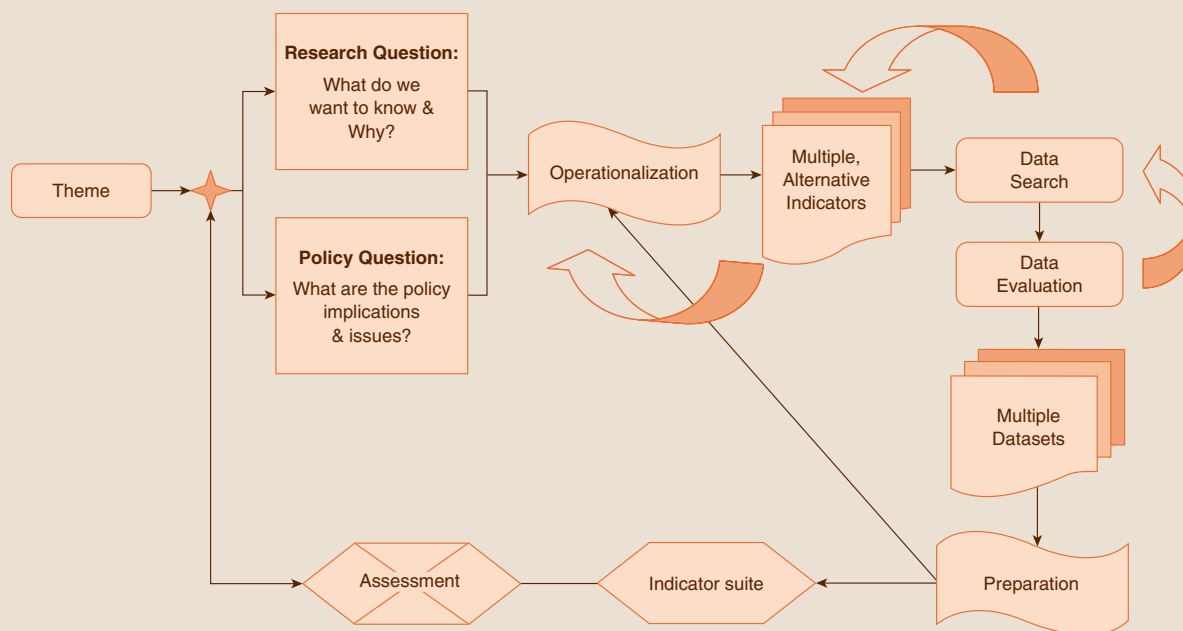 Theme
Research Question:
What do we
want to know &
Why?
Policy Question:
What are the policy
implications
& issues?
Operationalization
Multiple,
Alternative
Indicators
Data
Search
Data
Evaluation
Multiple
Datasets
Preparation
Indicator suite
Assessment